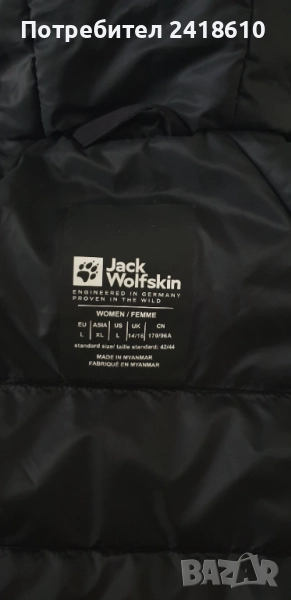 Потребител 2418610
Jack
Wolfskin
ENGINEERED IN GERMANY
PROVEN IN THE WILD
WOMEN / FEMME
EU ASIA US UK CN
L XL L 14/16 170/96A
standard size/ taille standard: 42/44
MADE IN MYANMAR
FABRIQUÉ EN MYANMAR
BAZAR